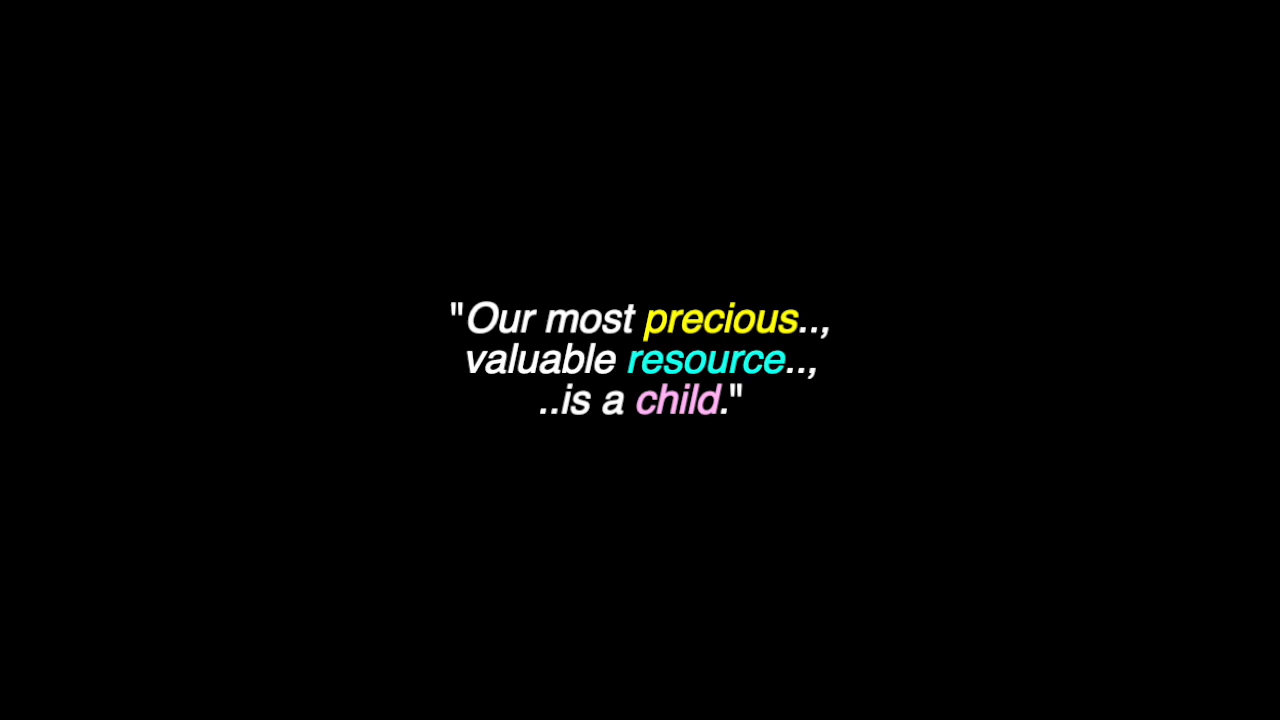 "Our most precious..,
valuable resource..,
..is a child."